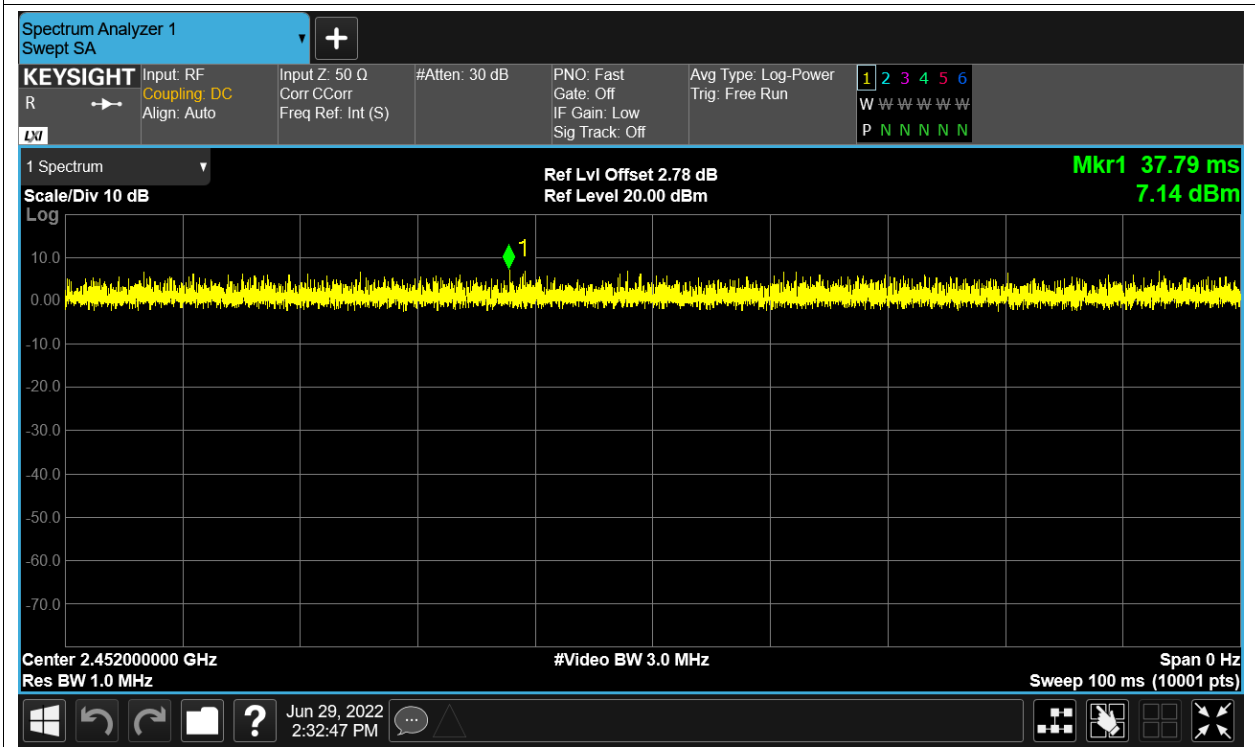 Spectrum Analyzer 1
Swept SA
KEYSIGHT
R
LXI
Input: RF
Coupling: DC
Align: Auto
Input Z: 50 Ω
Corr CCorr
Freq Ref: Int (S)
#Atten: 30 dB
PNO: Fast
Gate: Off
IF Gain: Low
Sig Track: Off
Avg Type: Log-Power
Trig: Free Run
1 2 3 4 5 6
W W W W W W
P N N N N N
1 Spectrum
Scale/Div 10 dB
Ref Lvl Offset 2.78 dB
Ref Level 20.00 dBm
Mkr1 37.79 ms
7.14 dBm
Log
1
10.0
0.00
-10.0
-20.0
-30.0
-40.0
-50.0
-60.0
-70.0
Center 2.452000000 GHz
Res BW 1.0 MHz
#Video BW 3.0 MHz
Span 0 Hz
Sweep 100 ms (10001 pts)
?
Jun 29, 2022
2:32:47 PM